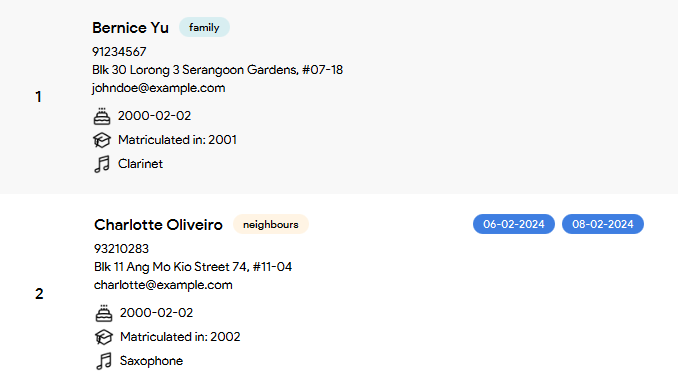 1
Bernice Yu family
91234567
Blk 30 Lorong 3 Serangoon Gardens, #07-18
johndoe@example.com
2000-02-02
Matriculated in: 2001
Clarinet
2
Charlotte Oliveiro neighbours 06-02-2024 08-02-2024
93210283
Blk 11 Ang Mo Kio Street 74, #11-04
charlotte@example.com
2000-02-02
Matriculated in: 2002
Saxophone